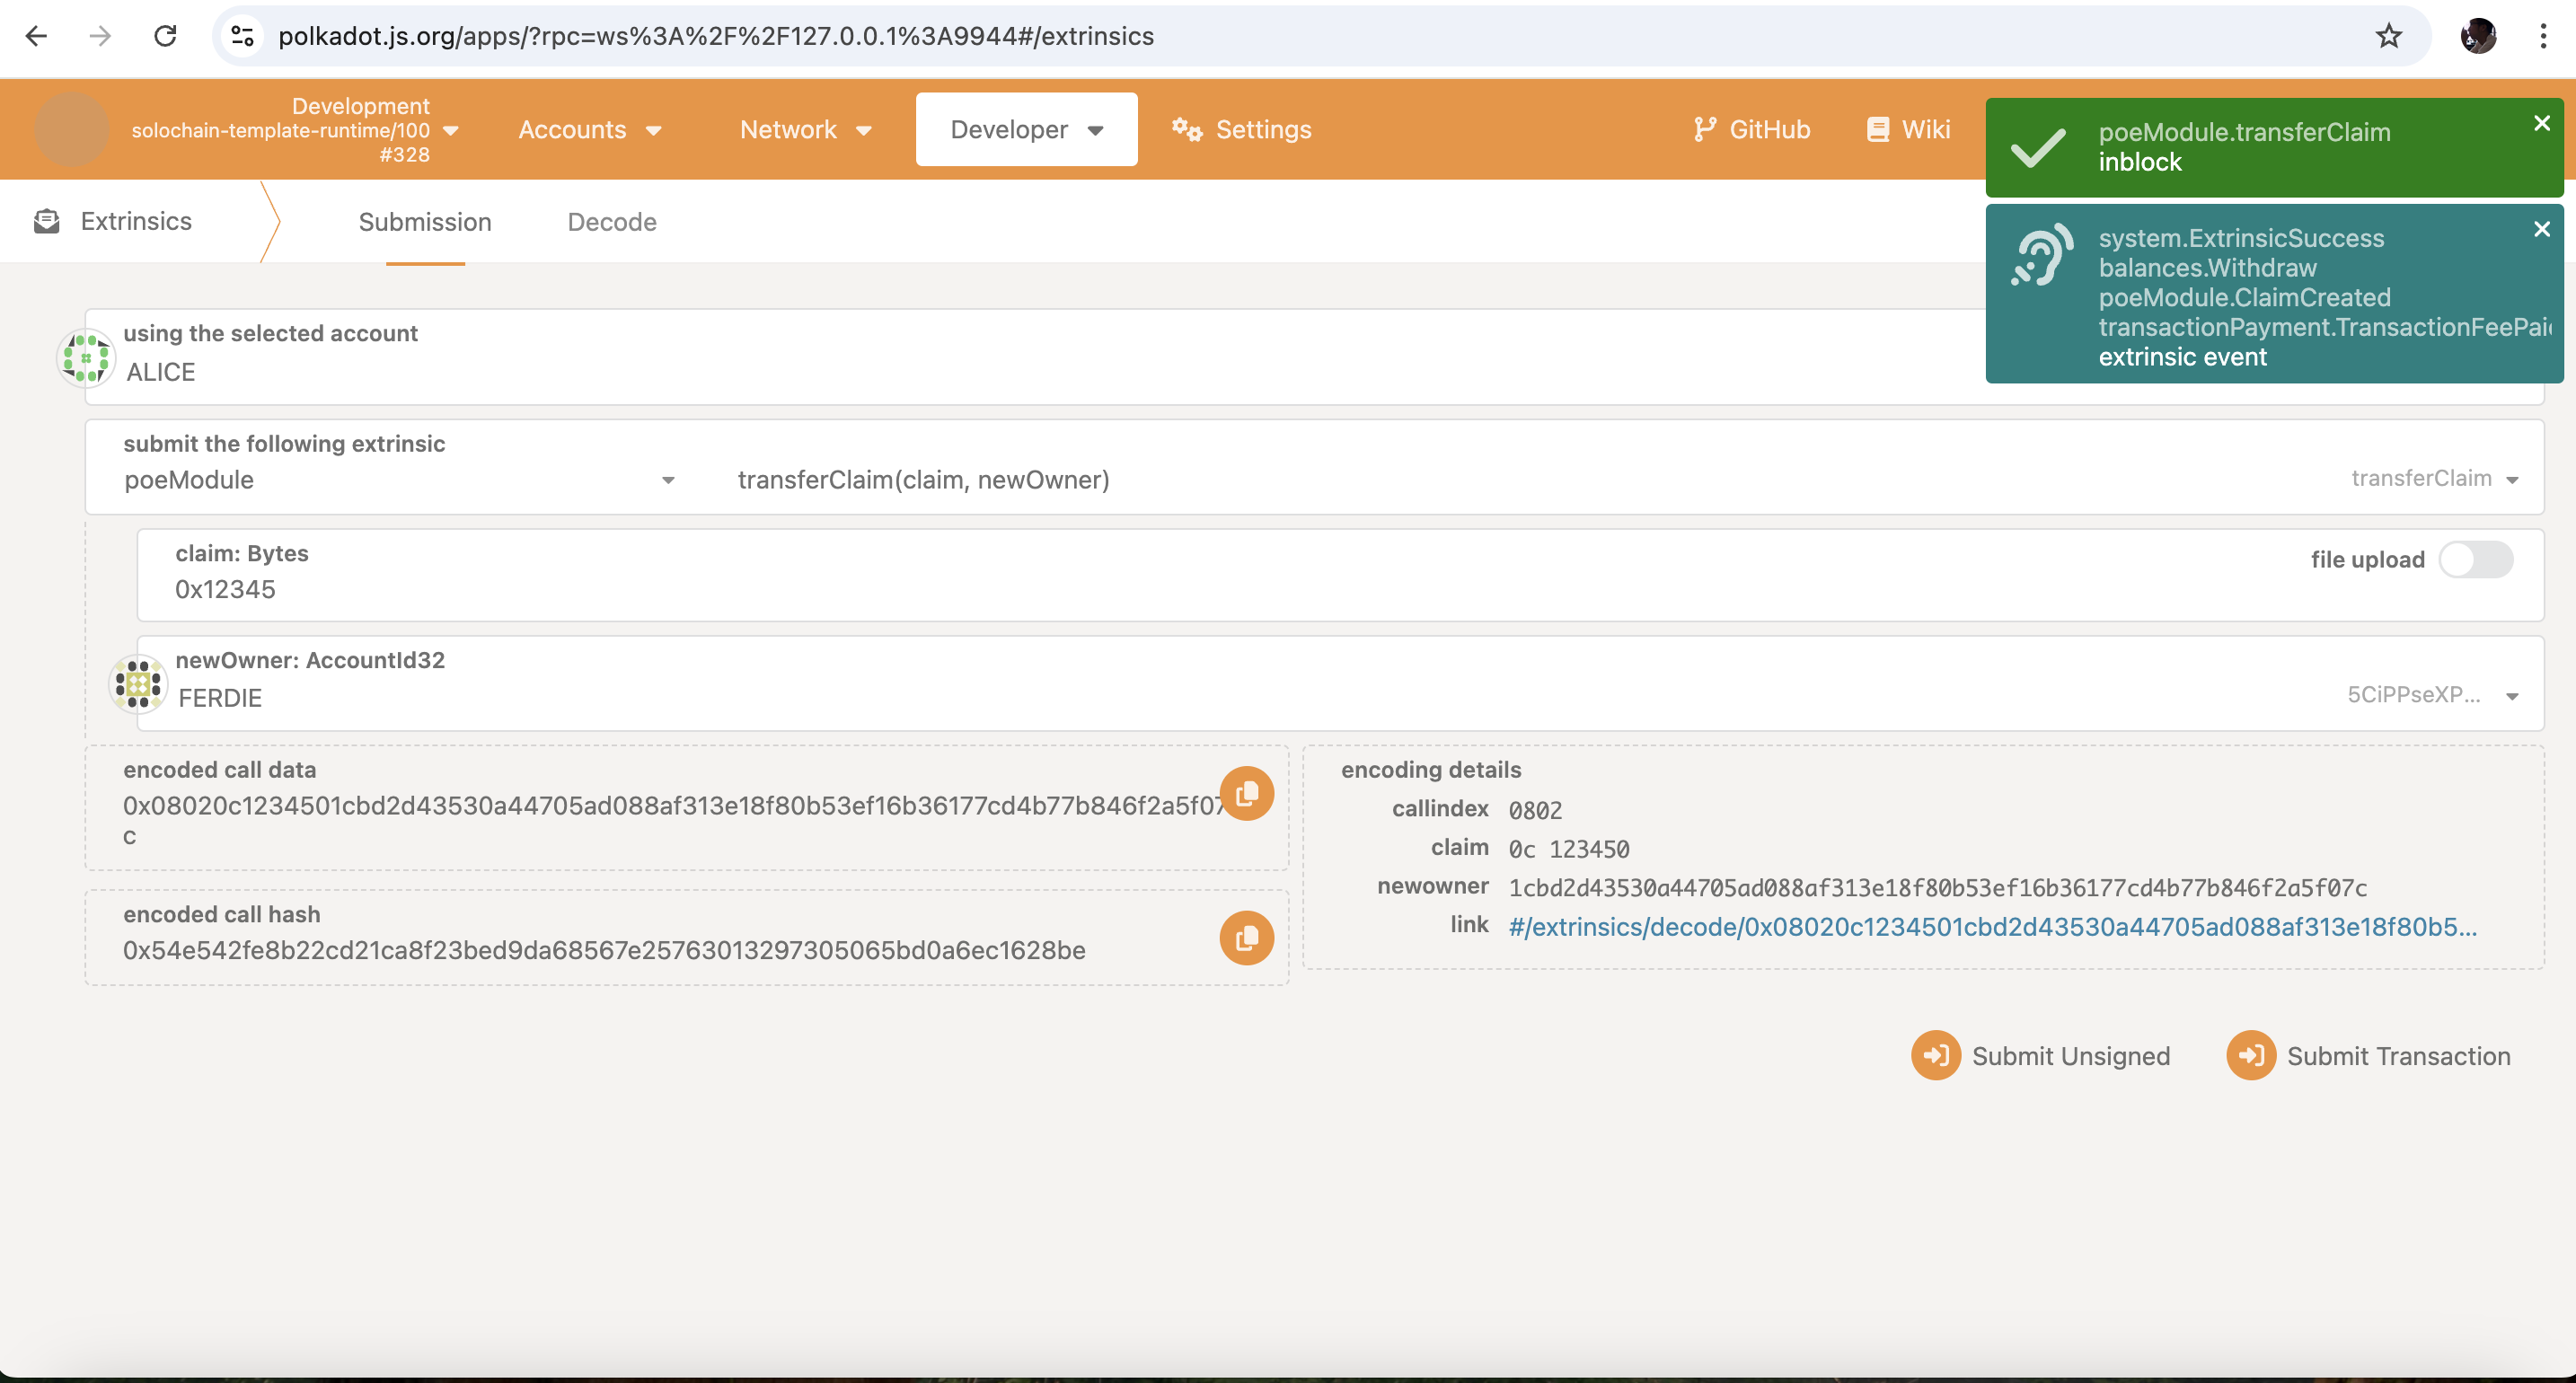 polkadot.js.org/apps/?rpc=ws%3A%2F%2F127.0.0.1%3A9944#/extrinsics
Development
solochain-template-runtime/100
#328
Accounts
Network
Developer
Settings
GitHub
Wiki
poeModule.transferClaim
inblock
system.ExtrinsicSuccess
balances.Withdraw
poeModule.ClaimCreated
transactionPayment.TransactionFeePai
extrinsic event
Extrinsics
Submission
Decode
using the selected account
ALICE
submit the following extrinsic
poeModule
transferClaim(claim, newOwner)
transferClaim
claim: Bytes
0x12345
file upload
newOwner: AccountId32
FERDIE
5CiPPseXP...
encoded call data
0x08020c1234501cbd2d43530a44705ad088af313e18f80b53ef16b36177cd4b77b846f2a5f07
c
encoded call hash
0x54e542fe8b22cd21ca8f23bed9da68567e25763013297305065bd0a6ec1628be
encoding details
callindex 0802
claim 0c 123450
newowner 1cbd2d43530a44705ad088af313e18f80b53ef16b36177cd4b77b846f2a5f07c
link #/extrinsics/decode/0x08020c1234501cbd2d43530a44705ad088af313e18f80b5...
Submit Unsigned
Submit Transaction